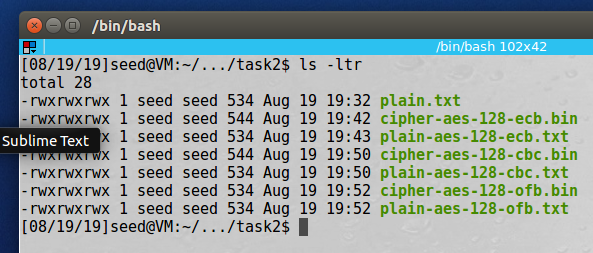 /bin/bash
/bin/bash 102x42
[08/19/19]seed@VM:~/.../task2$ ls -ltr
total 28
-rwxrwxrwx 1 seed seed 534 Aug 19 19:32 plain.txt
-rwxrwxrwx 1 seed seed 544 Aug 19 19:42 cipher-aes-128-ecb.bin
-rwxrwxrwx 1 seed seed 534 Aug 19 19:43 plain-aes-128-ecb.txt
Sublime Text
-rwxrwxrwx 1 seed seed 544 Aug 19 19:50 cipher-aes-128-cbc.bin
-rwxrwxrwx 1 seed seed 534 Aug 19 19:50 plain-aes-128-cbc.txt
-rwxrwxrwx 1 seed seed 534 Aug 19 19:52 cipher-aes-128-ofb.bin
-rwxrwxrwx 1 seed seed 534 Aug 19 19:52 plain-aes-128-ofb.txt
[08/19/19]seed@VM:~/.../task2$